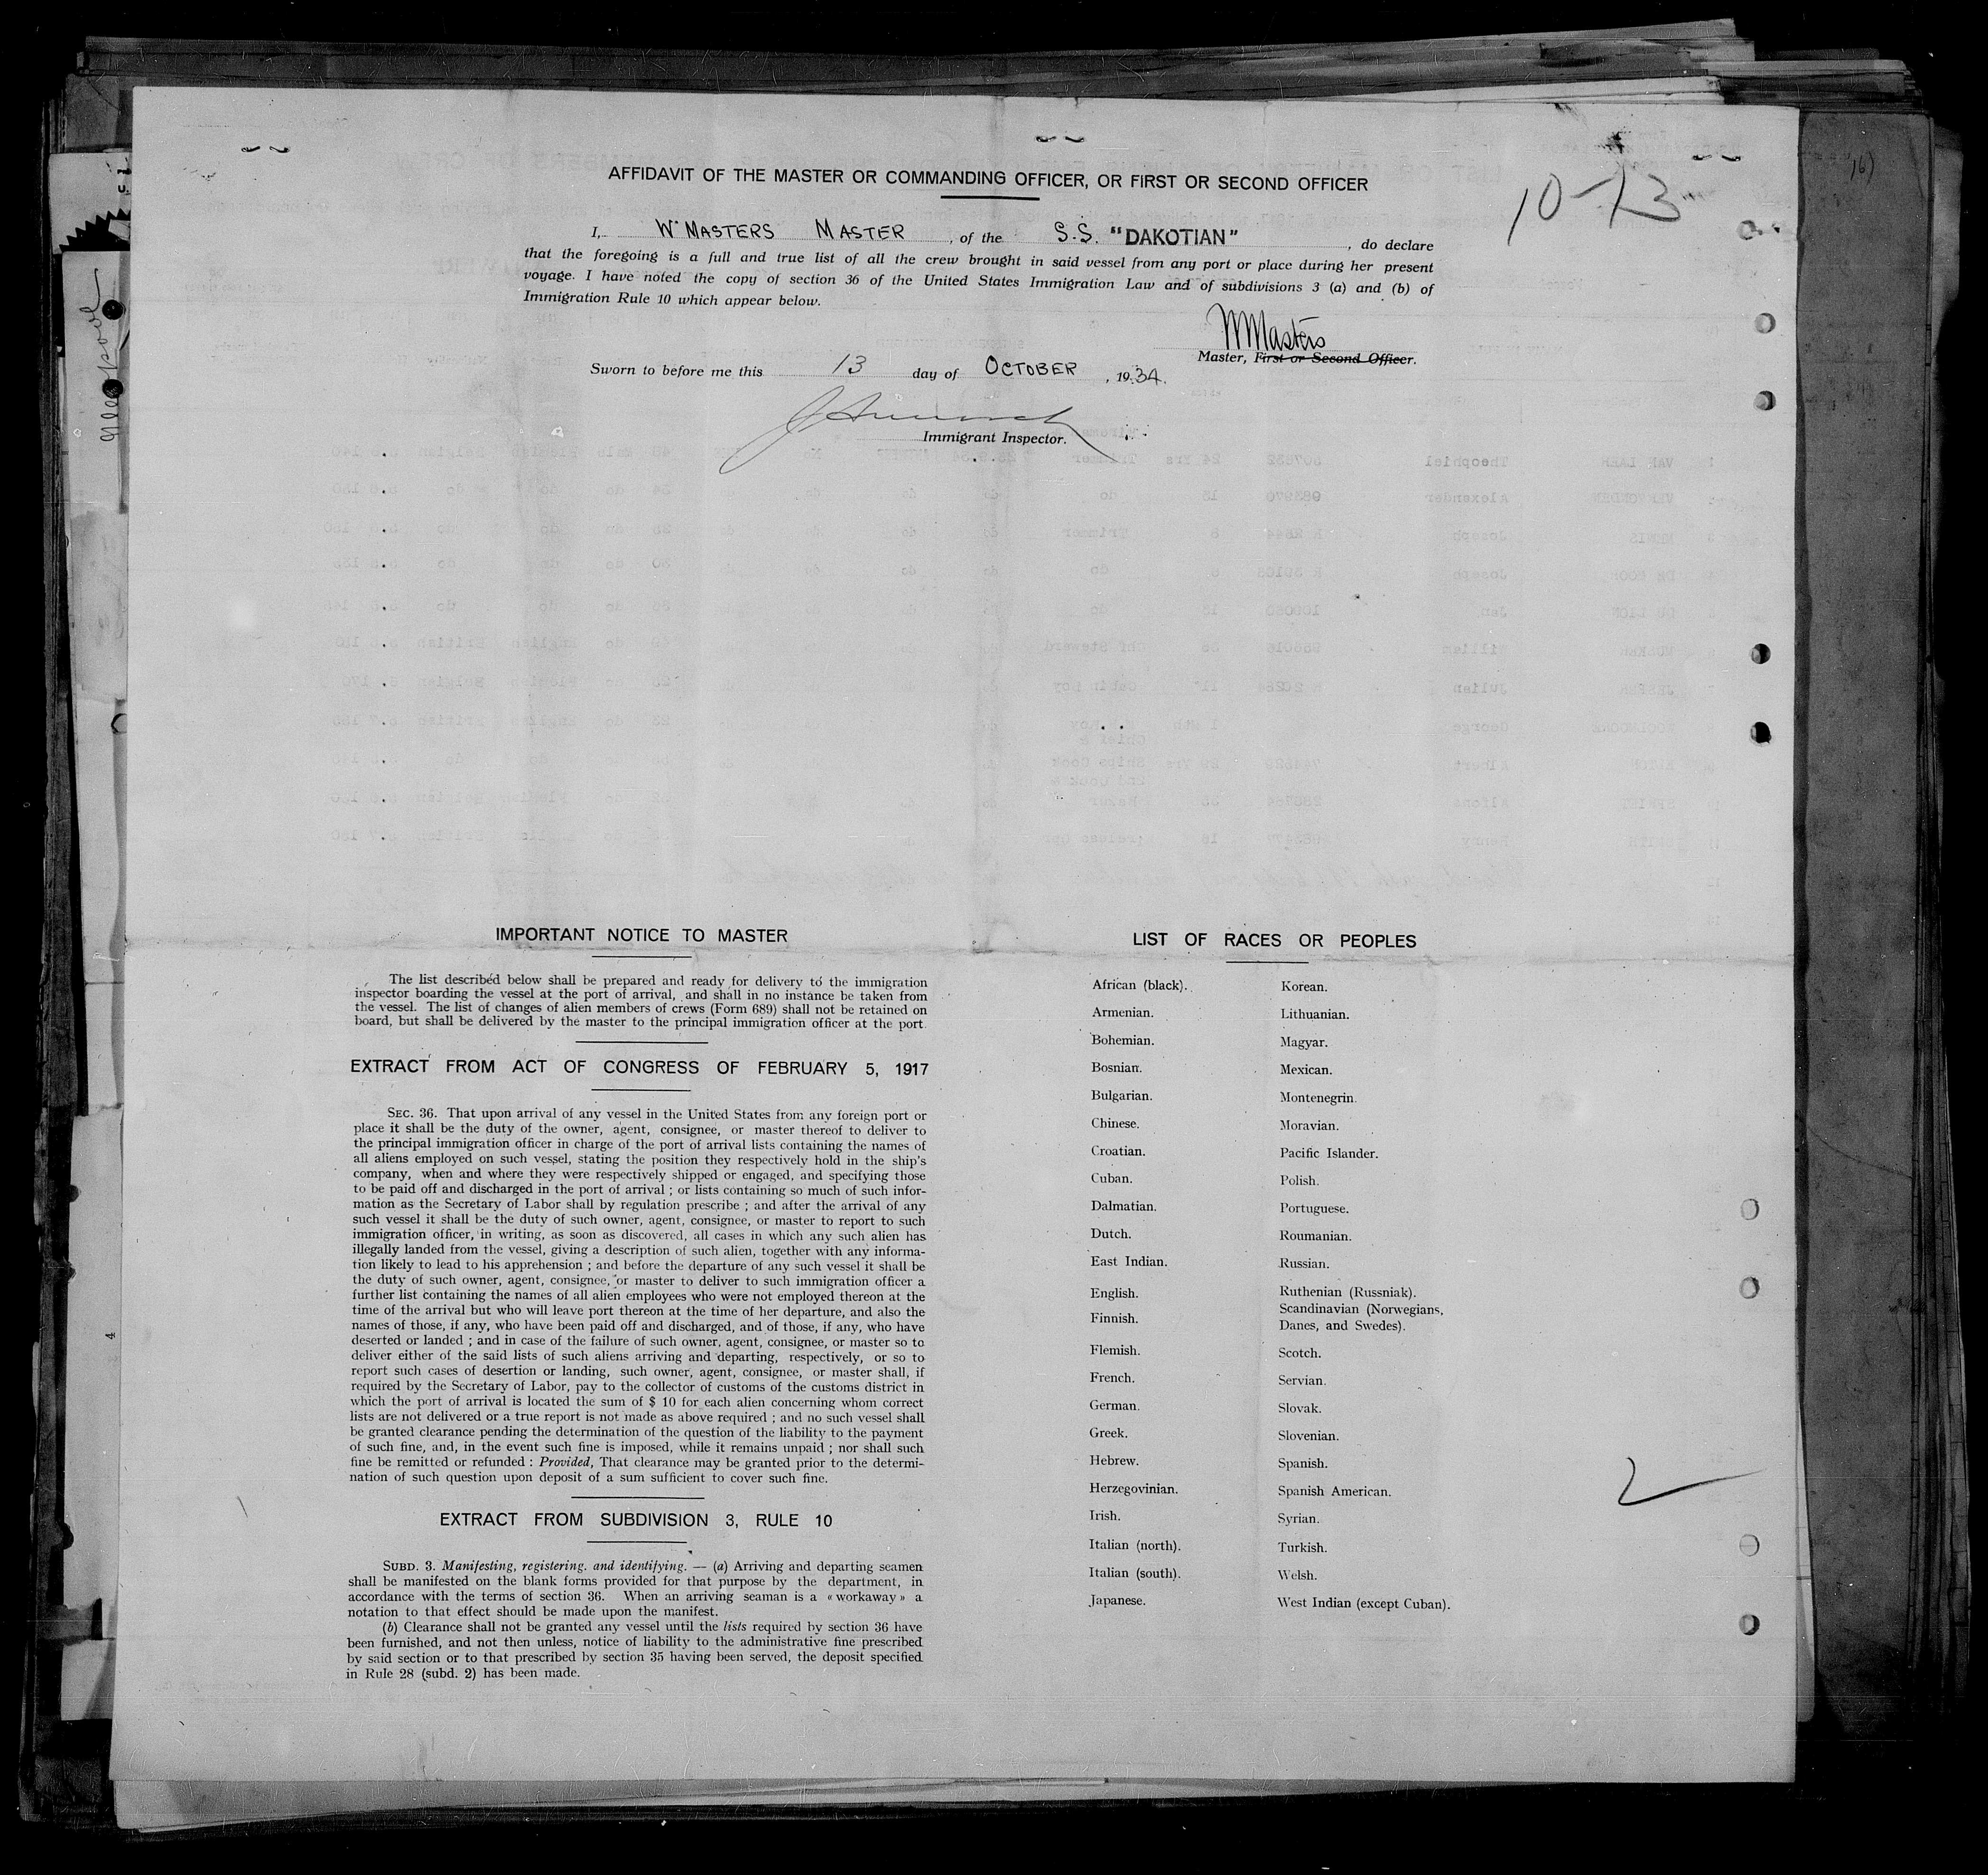 AFFIDAVIT OF THE MASTER OR COMMANDING OFFICER, OR FIRST OR SECOND OFFICER
10-13
I, Wm MASTERS MASTER, of the S.S. "DAKOTIAN", do declare
that the foregoing is a full and true list of all the crew brought in said vessel from any port or place during her present
voyage. I have noted the copy of section 36 of the United States Immigration Law and of subdivisions 3 (a) and (b) of
Immigration Rule 10 which appear below.
WMasters
Master, First or Second Officer.
Sworn to before me this 13 day of OCTOBER, 1934.
Immigrant Inspector.
IMPORTANT NOTICE TO MASTER
The list described below shall be prepared and ready for delivery to the immigration
inspector boarding the vessel at the port of arrival, and shall in no instance be taken from
the vessel. The list of changes of alien members of crews (Form 689) shall not be retained on
board, but shall be delivered by the master to the principal immigration officer at the port.
EXTRACT FROM ACT OF CONGRESS OF FEBRUARY 5, 1917
SEC. 36. That upon arrival of any vessel in the United States from any foreign port or
place it shall be the duty of the owner, agent, consignee, or master thereof to deliver to
the principal immigration officer in charge of the port of arrival lists containing the names of
all aliens employed on such vessel, stating the position they respectively hold in the ship's
company, when and where they were respectively shipped or engaged, and specifying those
to be paid off and discharged in the port of arrival ; or lists containing so much of such infor-
mation as the Secretary of Labor shall by regulation prescribe ; and after the arrival of any
such vessel it shall be the duty of such owner, agent, consignee, or master to report to such
immigration officer, in writing, as soon as discovered, all cases in which any such alien has
illegally landed from the vessel, giving a description of such alien, together with any informa-
tion likely to lead to his apprehension ; and before the departure of any such vessel it shall be
the duty of such owner, agent, consignee, or master to deliver to such immigration officer a
further list containing the names of all alien employees who were not employed thereon at the
time of the arrival but who will leave port thereon at the time of her departure, and also the
names of those, if any, who have been paid off and discharged, and of those, if any, who have
deserted or landed ; and in case of the failure of such owner, agent, consignee, or master so to
deliver either of the said lists of such aliens arriving and departing, respectively, or so to
report such cases of desertion or landing, such owner, agent, consignee, or master shall, if
required by the Secretary of Labor, pay to the collector of customs of the customs district in
which the port of arrival is located the sum of $ 10 for each alien concerning whom correct
lists are not delivered or a true report is not made as above required ; and no such vessel shall
be granted clearance pending the determination of the question of the liability to the payment
of such fine, and, in the event such fine is imposed, while it remains unpaid ; nor shall such
fine be remitted or refunded : Provided, That clearance may be granted prior to the determi-
nation of such question upon deposit of a sum sufficient to cover such fine.
EXTRACT FROM SUBDIVISION 3, RULE 10
SUBD. 3. Manifesting, registering. and identifying. — (a) Arriving and departing seamen
shall be manifested on the blank forms provided for that purpose by the department, in
accordance with the terms of section 36. When an arriving seaman is a « workaway » a
notation to that effect should be made upon the manifest.
(b) Clearance shall not be granted any vessel until the lists required by section 36 have
been furnished, and not then unless, notice of liability to the administrative fine prescribed
by said section or to that prescribed by section 35 having been served, the deposit specified
in Rule 28 (subd. 2) has been made.
LIST OF RACES OR PEOPLES
African (black).
Armenian.
Bohemian.
Bosnian.
Bulgarian.
Chinese.
Croatian.
Cuban.
Dalmatian.
Dutch.
East Indian.
English.
Finnish.
Flemish.
French.
German.
Greek.
Hebrew.
Herzegovinian.
Irish.
Italian (north).
Italian (south).
Japanese.
Korean.
Lithuanian.
Magyar.
Mexican.
Montenegrin.
Moravian.
Pacific Islander.
Polish.
Portuguese.
Roumanian.
Russian.
Ruthenian (Russniak).
Scandinavian (Norwegians,
Danes, and Swedes).
Scotch.
Servian.
Slovak.
Slovenian.
Spanish.
Spanish American.
Syrian.
Turkish.
Welsh.
West Indian (except Cuban).
2
4